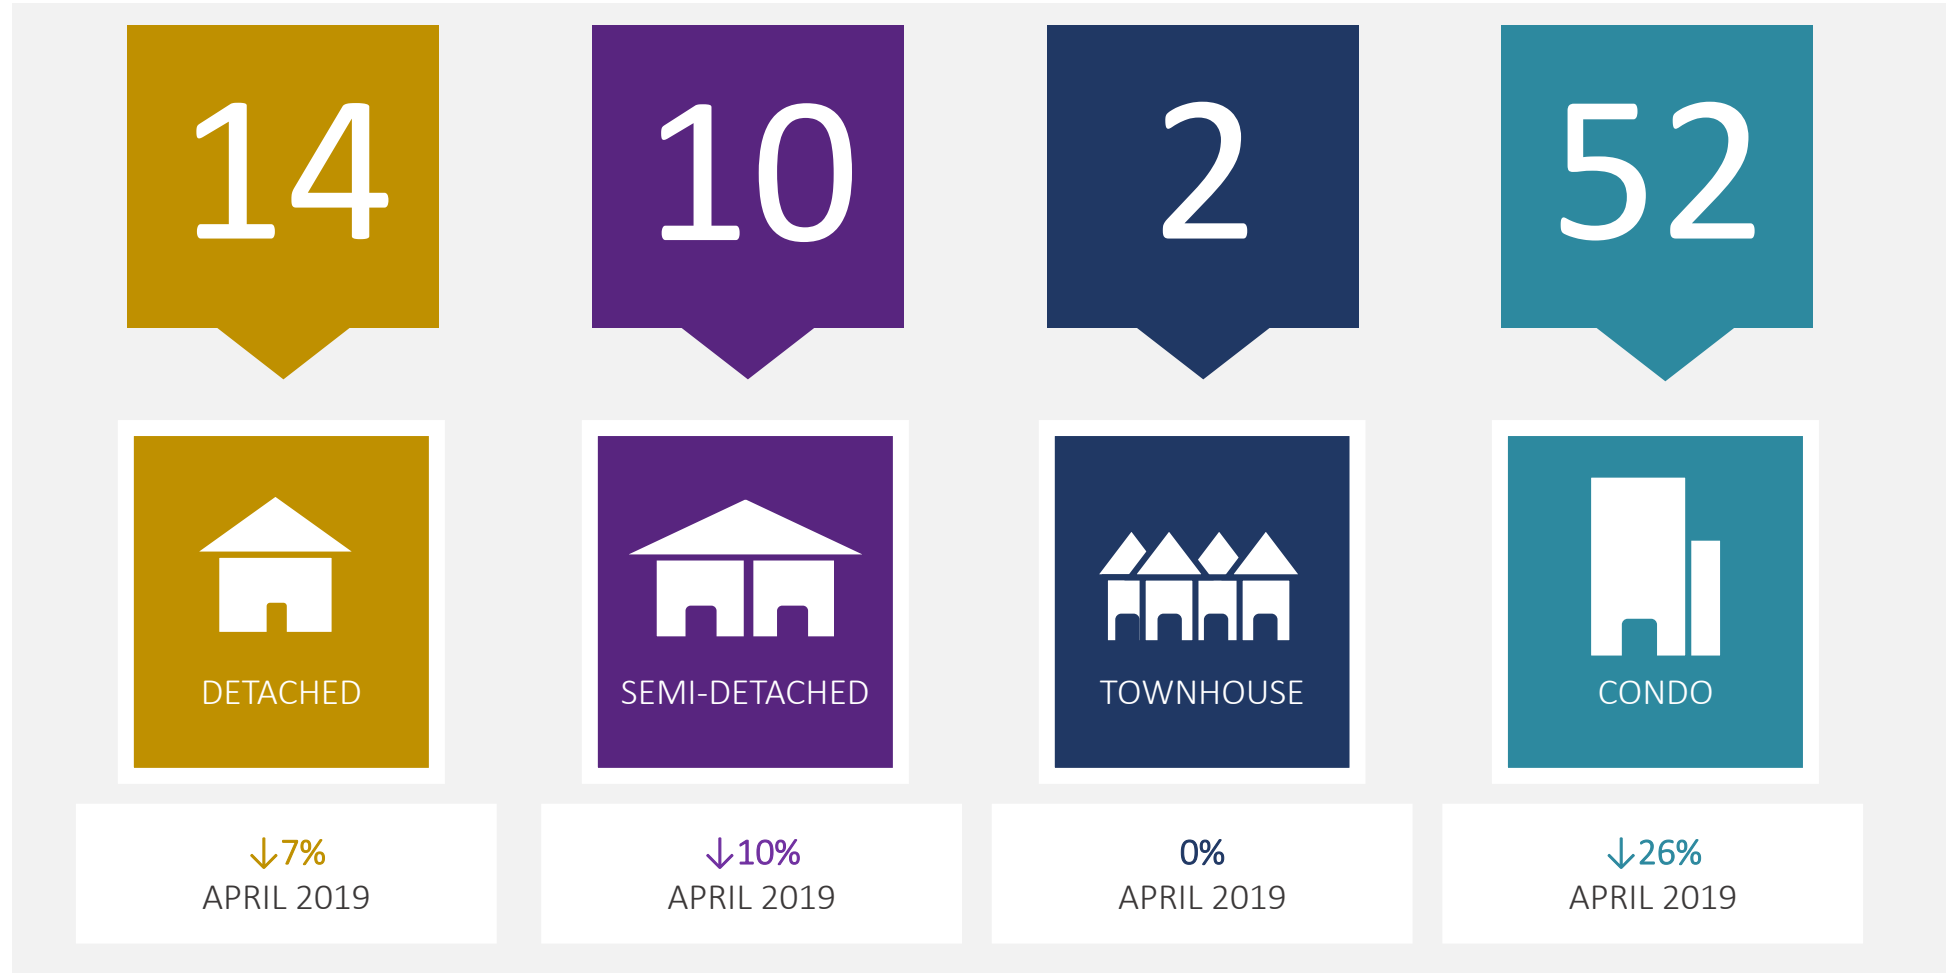 14
10
2
52
DETACHED
SEMI-DETACHED
TOWNHOUSE
CONDO
↓7%
APRIL 2019
↓10%
APRIL 2019
0%
APRIL 2019
↓26%
APRIL 2019